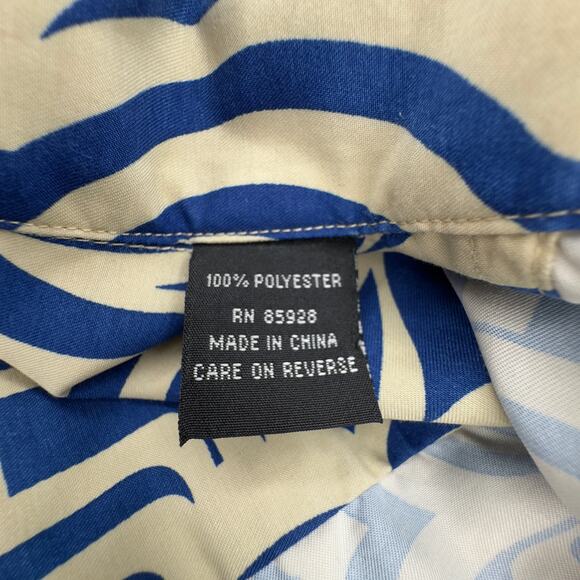 100% POLYESTER
RN 85928
MADE IN CHINA
CARE ON REVERSE